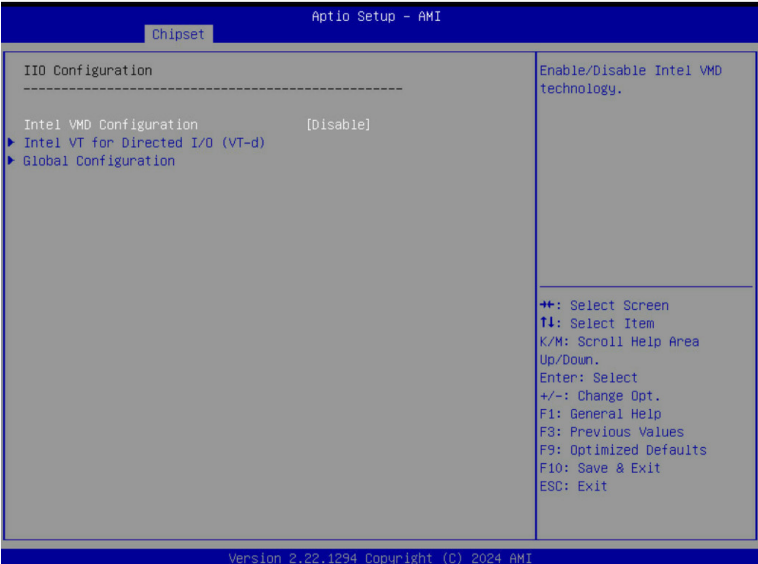 Aptio Setup – AMI
Chipset
IIO Configuration
--------------------------------------------------
Intel VMD Configuration [Disable]
Intel VT for Directed I/O (VT-d)
Global Configuration
Enable/Disable Intel VMD
technology.
→←: Select Screen
↑↓: Select Item
K/M: Scroll Help Area
Up/Down.
Enter: Select
+/-: Change Opt.
F1: General Help
F3: Previous Values
F9: Optimized Defaults
F10: Save & Exit
ESC: Exit
Version 2.22.1294 Copyright (C) 2024 AMI